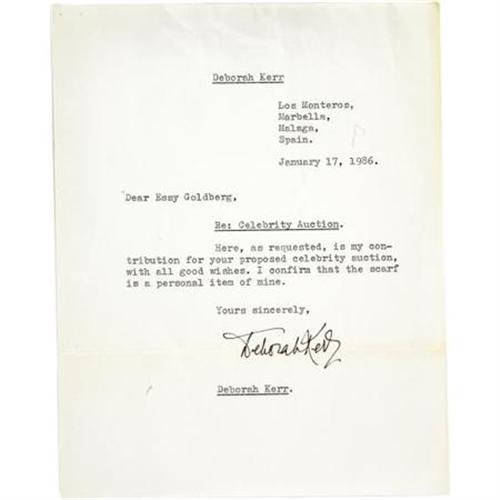 Deborah Kerr
Los Monteros,
Marbella,
Malaga,
Spain.
January 17, 1986.
Dear Esmy Goldberg,
Re: Celebrity Auction.
Here, as requested, is my con-
tribution for your proposed celebrity auction,
with all good wishes. I confirm that the scarf
is a personal item of mine.
Yours sincerely,
Deborah Kerr
Deborah Kerr.